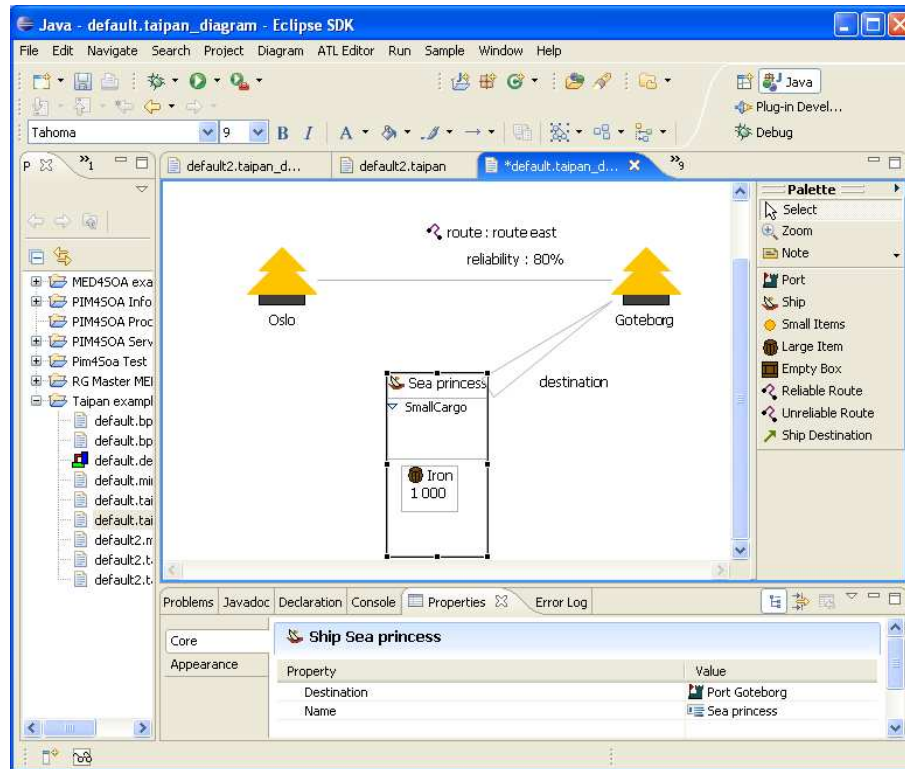 Java - default.taipan_diagram - Eclipse SDK
File Edit Navigate Search Project Diagram ATL Editor Run Sample Window Help
Java
Plug-in Devel...
Tahoma 9 B I A
Debug
P »1
default2.taipan_d... default2.taipan *default.taipan_d... »9
MED4SOA exa
PIM4SOA Info
PIM4SOA Proc
PIM4SOA Serv
Pim4Soa Test
RG Master MEI
Taipan exampl
default.bp
default.bp
default.de
default.mi
default.tai
default.tai
default2.m
default2.t
default2.t
route : route east
reliability : 80%
Oslo
Goteborg
destination
Sea princess
SmallCargo
Iron
1 000
Palette
Select
Zoom
Note
Port
Ship
Small Items
Large Item
Empty Box
Reliable Route
Unreliable Route
Ship Destination
Problems Javadoc Declaration Console Properties Error Log
Core
Appearance
Ship Sea princess
Property Value
Destination Port Goteborg
Name Sea princess